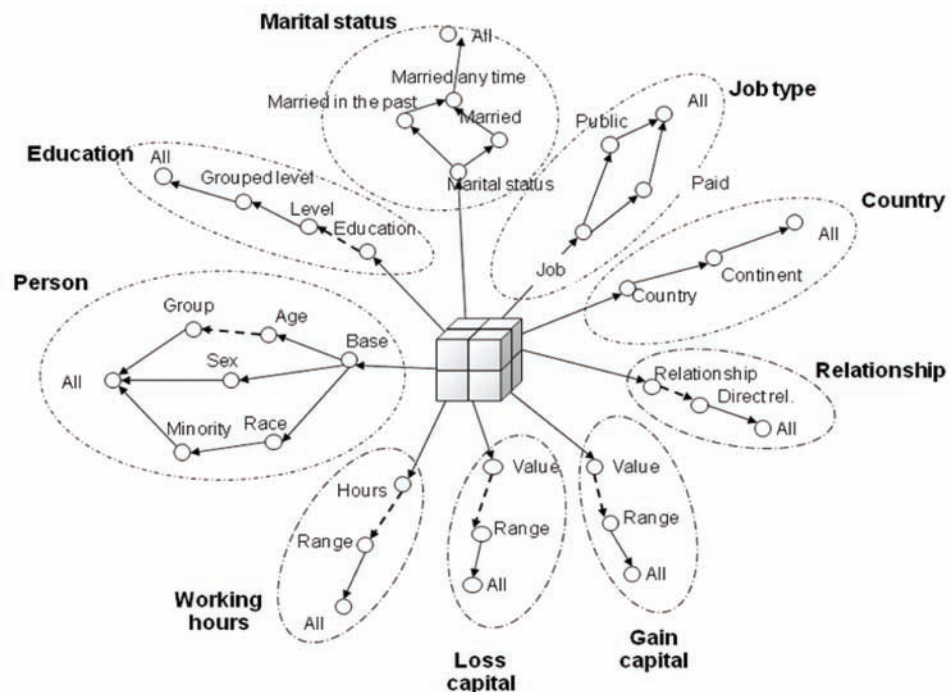 Marital status
All
Married any time
Married in the past
Married
Marital status
Job type
All
Public
Paid
Job
Education
All
Grouped level
Level
Education
Country
All
Continent
Country
Person
Group
Age
Base
Sex
All
Race
Minority
Relationship
Relationship
Direct rel.
All
Hours
Range
All
Working
hours
Value
Range
All
Loss
capital
Value
Range
All
Gain
capital